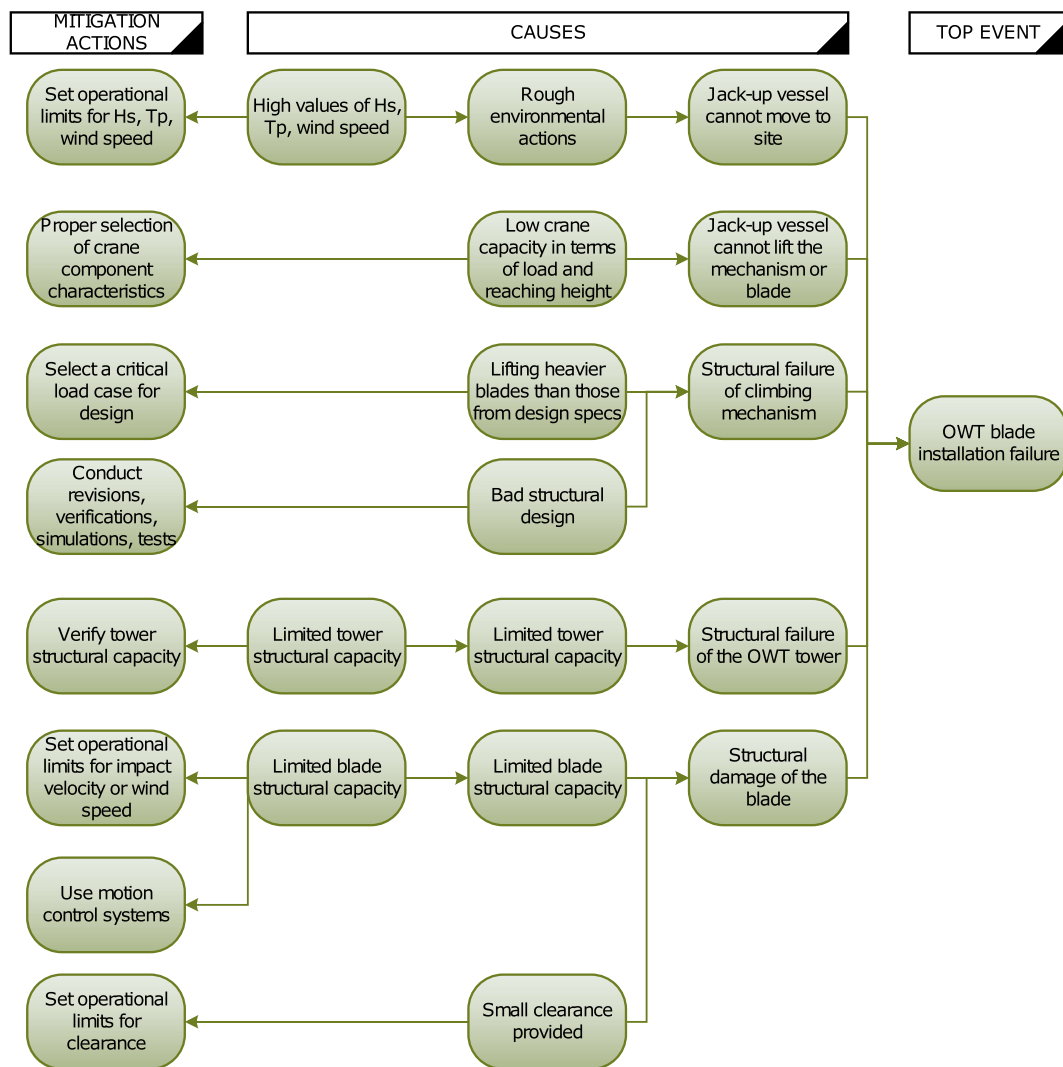 MITIGATION
ACTIONS
CAUSES
TOP EVENT
Set operational
limits for Hs, Tp,
wind speed
High values of Hs,
Tp, wind speed
Rough
environmental
actions
Jack-up vessel
cannot move to
site
Proper selection
of crane
component
characteristics
Low crane
capacity in terms
of load and
reaching height
Jack-up vessel
cannot lift the
mechanism or
blade
Select a critical
load case for
design
Lifting heavier
blades than those
from design specs
Structural failure
of climbing
mechanism
OWT blade
installation failure
Conduct
revisions,
verifications,
simulations, tests
Bad structural
design
Verify tower
structural capacity
Limited tower
structural capacity
Limited tower
structural capacity
Structural failure
of the OWT tower
Set operational
limits for impact
velocity or wind
speed
Limited blade
structural capacity
Limited blade
structural capacity
Structural
damage of the
blade
Use motion
control systems
Set operational
limits for
clearance
Small clearance
provided